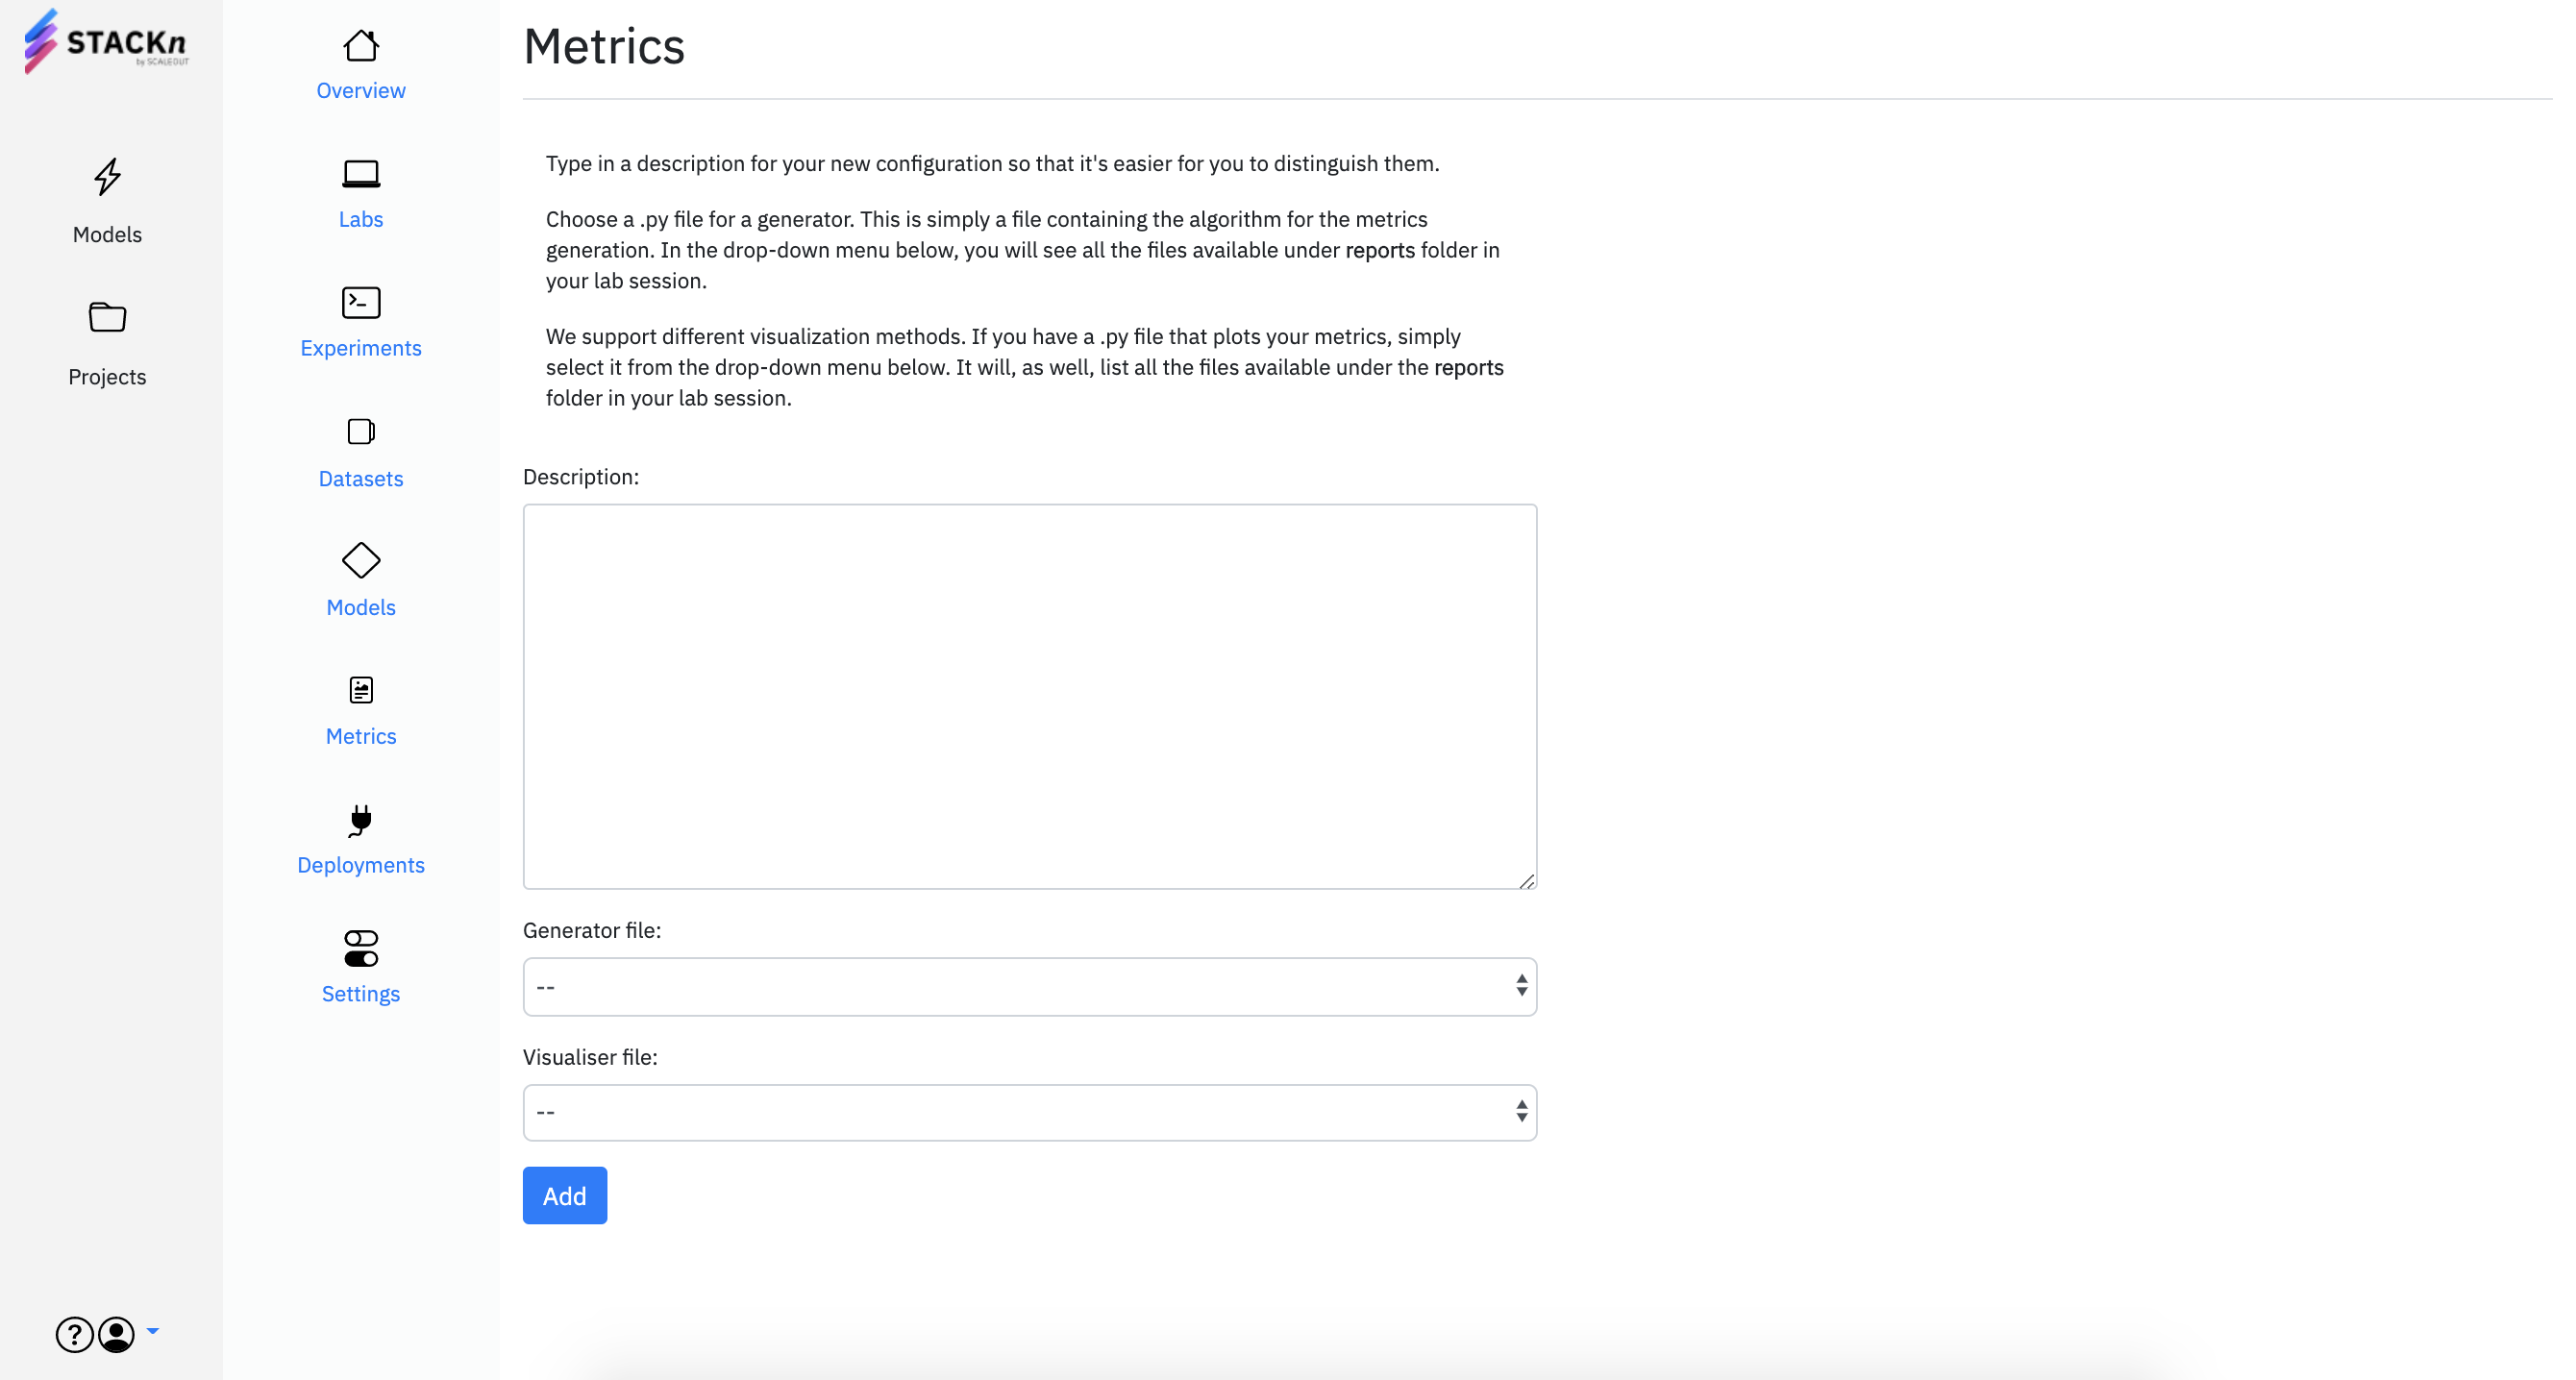 STACKn
by SCALEOUT
Models
Projects
Overview
Labs
Experiments
Datasets
Models
Metrics
Deployments
Settings
Metrics
Type in a description for your new configuration so that it's easier for you to distinguish them.
Choose a .py file for a generator. This is simply a file containing the algorithm for the metrics
generation. In the drop-down menu below, you will see all the files available under reports folder in
your lab session.
We support different visualization methods. If you have a .py file that plots your metrics, simply
select it from the drop-down menu below. It will, as well, list all the files available under the reports
folder in your lab session.
Description:
Generator file:
--
Visualiser file:
--
Add
?